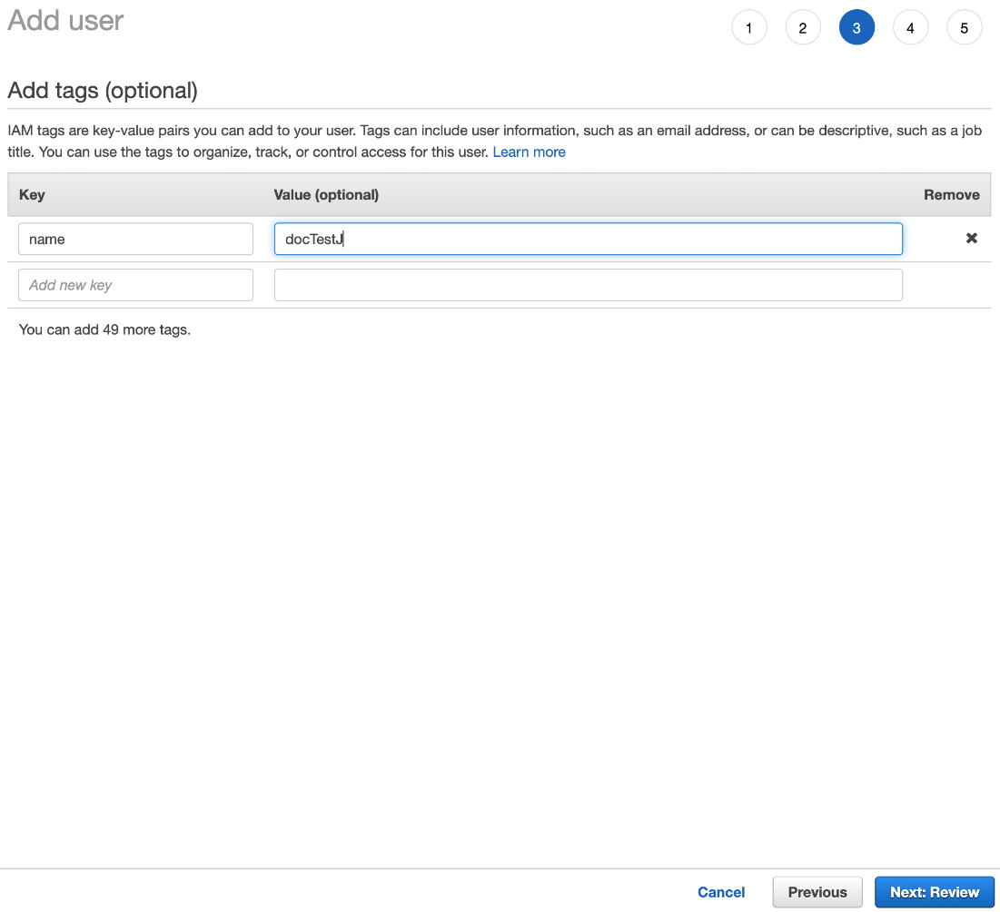 Add user
1 2 3 4 5
Add tags (optional)
IAM tags are key-value pairs you can add to your user. Tags can include user information, such as an email address, or can be descriptive, such as a job
title. You can use the tags to organize, track, or control access for this user. Learn more
Key Value (optional) Remove
name docTestJ ✖
Add new key
You can add 49 more tags.
Cancel Previous Next: Review